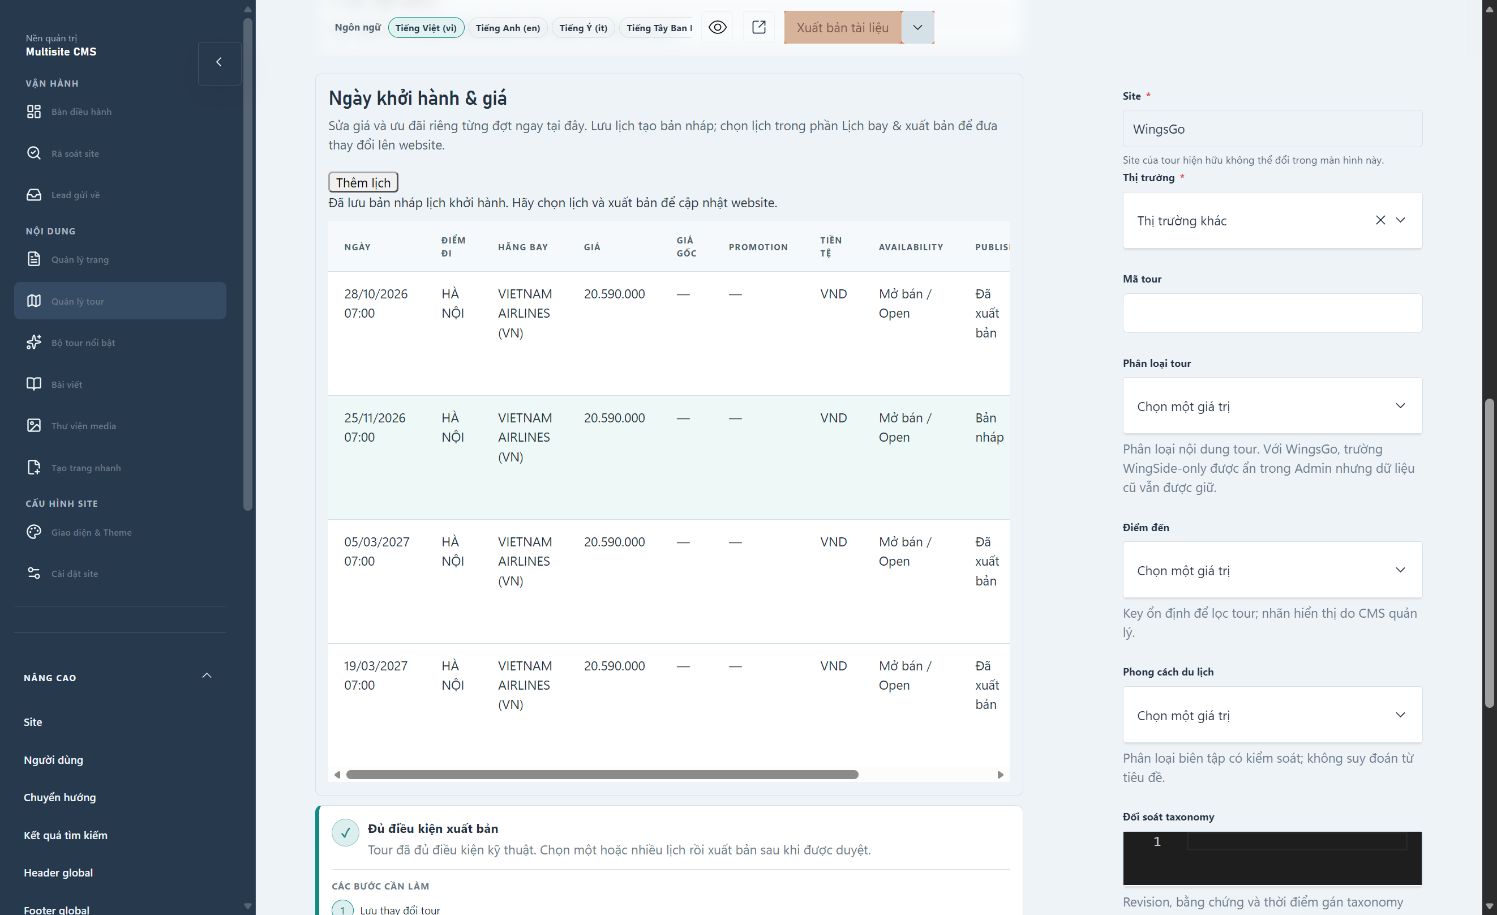 Nền quản trị
Multisite CMS
VẬN HÀNH
Bàn điều hành
Rà soát site
Lead gửi về
NỘI DUNG
Quản lý trang
Quản lý tour
Bộ tour nổi bật
Bài viết
Thư viện media
Tạo trang nhanh
CẤU HÌNH SITE
Giao diện & Theme
Cài đặt site
NÂNG CAO
Site
Người dùng
Chuyển hướng
Kết quả tìm kiếm
Header global
Footer global
Ngôn ngữ
Tiếng Việt (vi)
Tiếng Anh (en)
Tiếng Ý (it)
Tiếng Tây Ban
Xuất bản tài liệu
Ngày khởi hành & giá
Sửa giá và ưu đãi riêng từng đợt ngay tại đây. Lưu lịch tạo bản nháp; chọn lịch trong phần Lịch bay & xuất bản để đưa
thay đổi lên website.
Thêm lịch
Đã lưu bản nháp lịch khởi hành. Hãy chọn lịch và xuất bản để cập nhật website.
NGÀY ĐIỂM ĐI HÃNG BAY GIÁ GIÁ GỐC PROMOTION TIỀN TỆ AVAILABILITY PUBLIS
28/10/2026 HÀ VIETNAM 20.590.000 — — VND Mở bán / Đã
07:00 NỘI AIRLINES Open xuất
(VN) bản
25/11/2026 HÀ VIETNAM 20.590.000 — — VND Mở bán / Bản
07:00 NỘI AIRLINES Open nháp
(VN)
05/03/2027 HÀ VIETNAM 20.590.000 — — VND Mở bán / Đã
07:00 NỘI AIRLINES Open xuất
(VN) bản
19/03/2027 HÀ VIETNAM 20.590.000 — — VND Mở bán / Đã
07:00 NỘI AIRLINES Open xuất
(VN) bản
Đủ điều kiện xuất bản
Tour đã đủ điều kiện kỹ thuật. Chọn một hoặc nhiều lịch rồi xuất bản sau khi được duyệt.
CÁC BƯỚC CẦN LÀM
1 Lưu thay đổi tour
Site *
WingsGo
Site của tour hiện hữu không thể đổi trong màn hình này.
Thị trường *
Thị trường khác
Mã tour
Phân loại tour
Chọn một giá trị
Phân loại nội dung tour. Với WingsGo, trường
WingSide-only được ẩn trong Admin nhưng dữ liệu
cũ vẫn được giữ.
Điểm đến
Chọn một giá trị
Key ổn định để lọc tour; nhãn hiển thị do CMS quản
lý.
Phong cách du lịch
Chọn một giá trị
Phân loại biên tập có kiểm soát; không suy đoán từ
tiêu đề.
Đối soát taxonomy
1
Revision, bằng chứng và thời điểm gán taxonomy